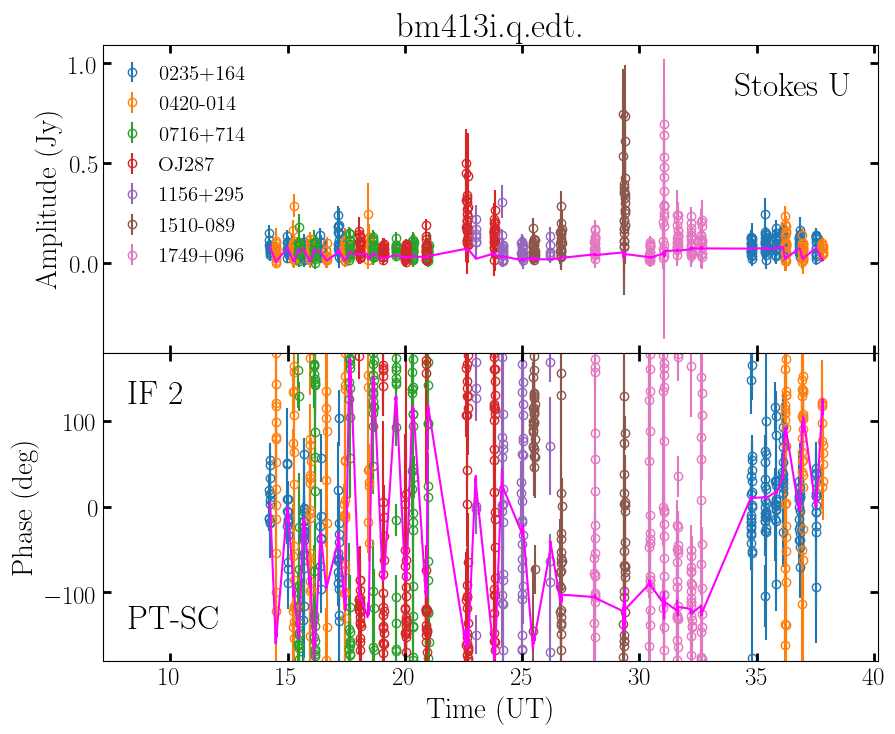 bm413i.q.edt.
Amplitude (Jy)
1.0
0.5
0.0
0235+164
0420-014
0716+714
OJ287
1156+295
1510-089
1749+096
Stokes U
Phase (deg)
100
0
−100
IF 2
PT-SC
10 15 20 25 30 35 40
Time (UT)